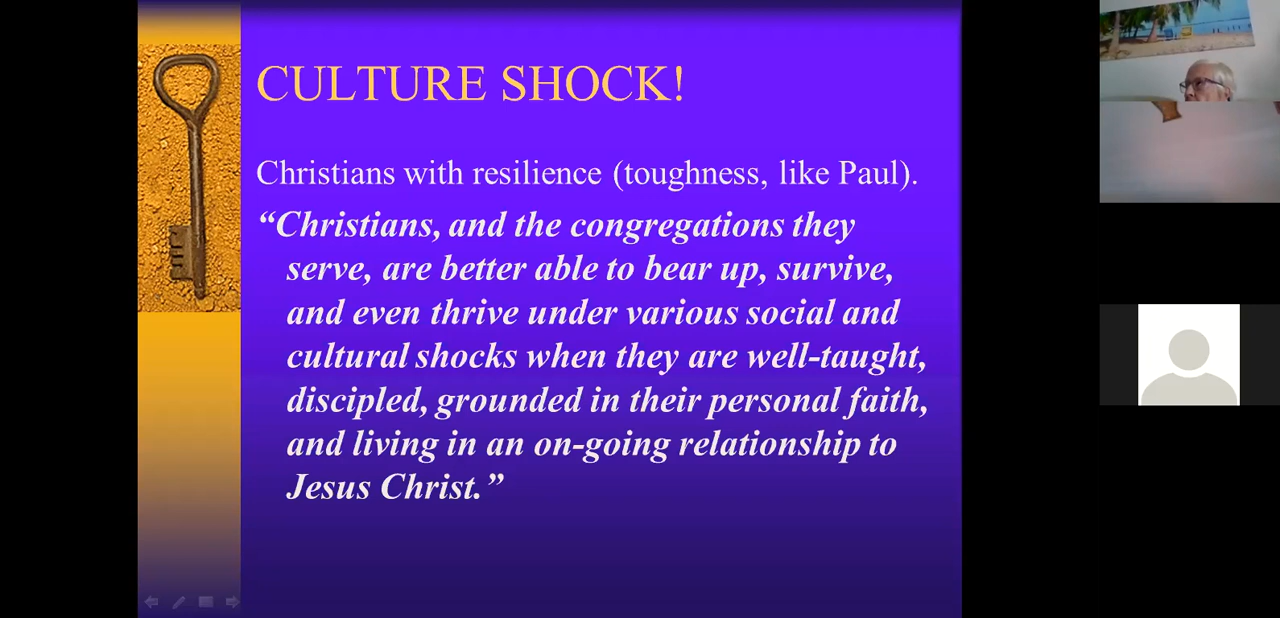 CULTURE SHOCK!
Christians with resilience (toughness, like Paul).
“Christians, and the congregations they
serve, are better able to bear up, survive,
and even thrive under various social and
cultural shocks when they are well-taught,
discipled, grounded in their personal faith,
and living in an on-going relationship to
Jesus Christ.”